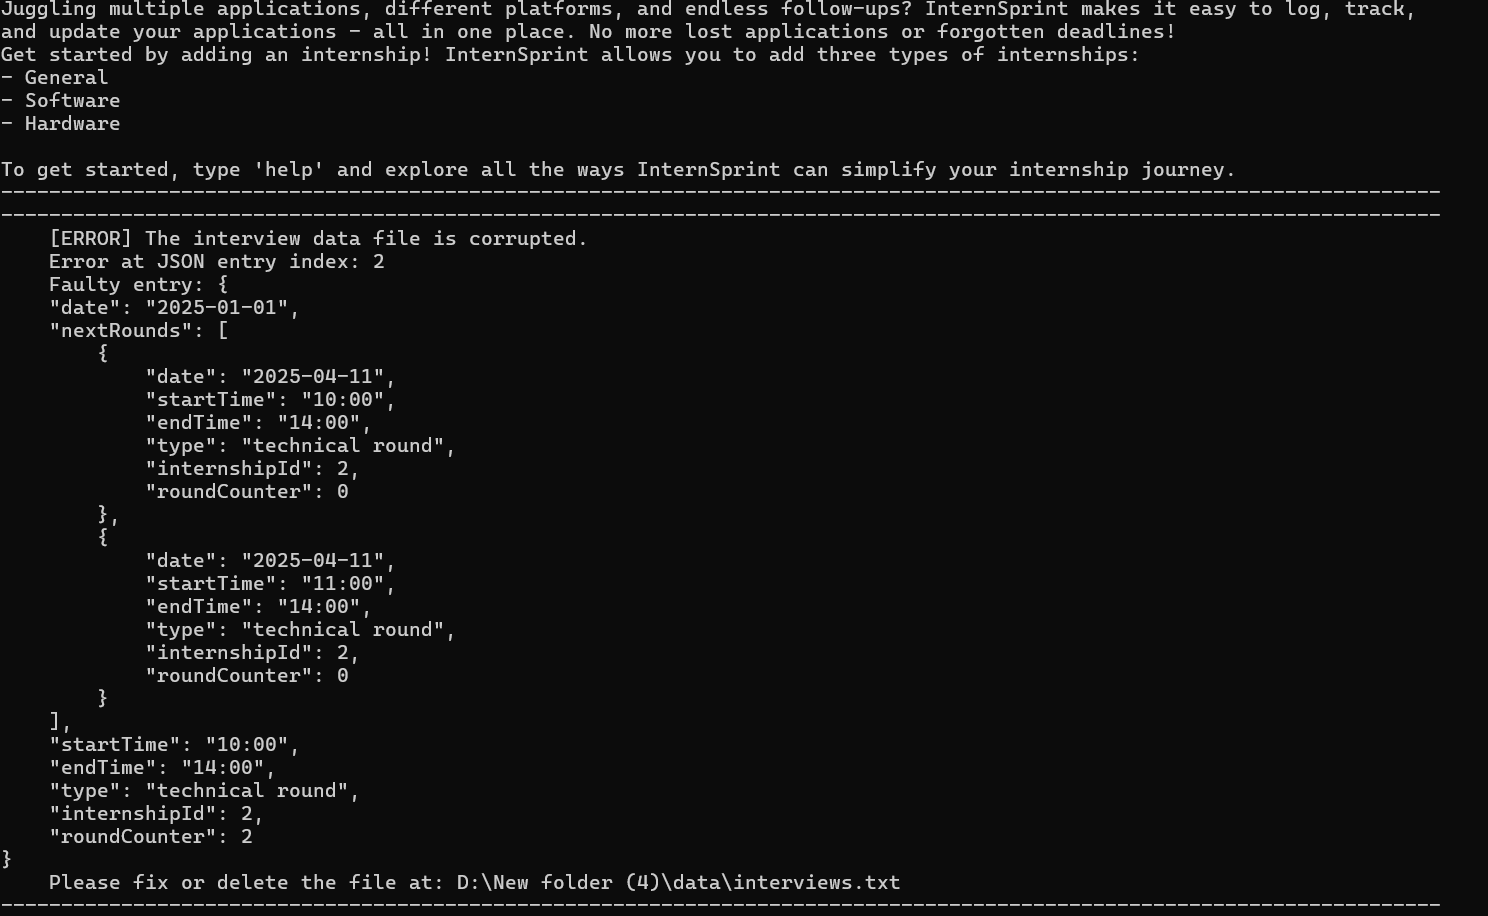 Juggling multiple applications, different platforms, and endless follow-ups? InternSprint makes it easy to log, track,
and update your applications - all in one place. No more lost applications or forgotten deadlines!
Get started by adding an internship! InternSprint allows you to add three types of internships:
- General
- Software
- Hardware

To get started, type 'help' and explore all the ways InternSprint can simplify your internship journey.
------------------------------------------------------------------------------------------------------------------------
------------------------------------------------------------------------------------------------------------------------
    [ERROR] The interview data file is corrupted.
    Error at JSON entry index: 2
    Faulty entry: {
    "date": "2025-01-01",
    "nextRounds": [
        {
            "date": "2025-04-11",
            "startTime": "10:00",
            "endTime": "14:00",
            "type": "technical round",
            "internshipId": 2,
            "roundCounter": 0
        },
        {
            "date": "2025-04-11",
            "startTime": "11:00",
            "endTime": "14:00",
            "type": "technical round",
            "internshipId": 2,
            "roundCounter": 0
        }
    ],
    "startTime": "10:00",
    "endTime": "14:00",
    "type": "technical round",
    "internshipId": 2,
    "roundCounter": 2
}
    Please fix or delete the file at: D:\New folder (4)\data\interviews.txt
------------------------------------------------------------------------------------------------------------------------